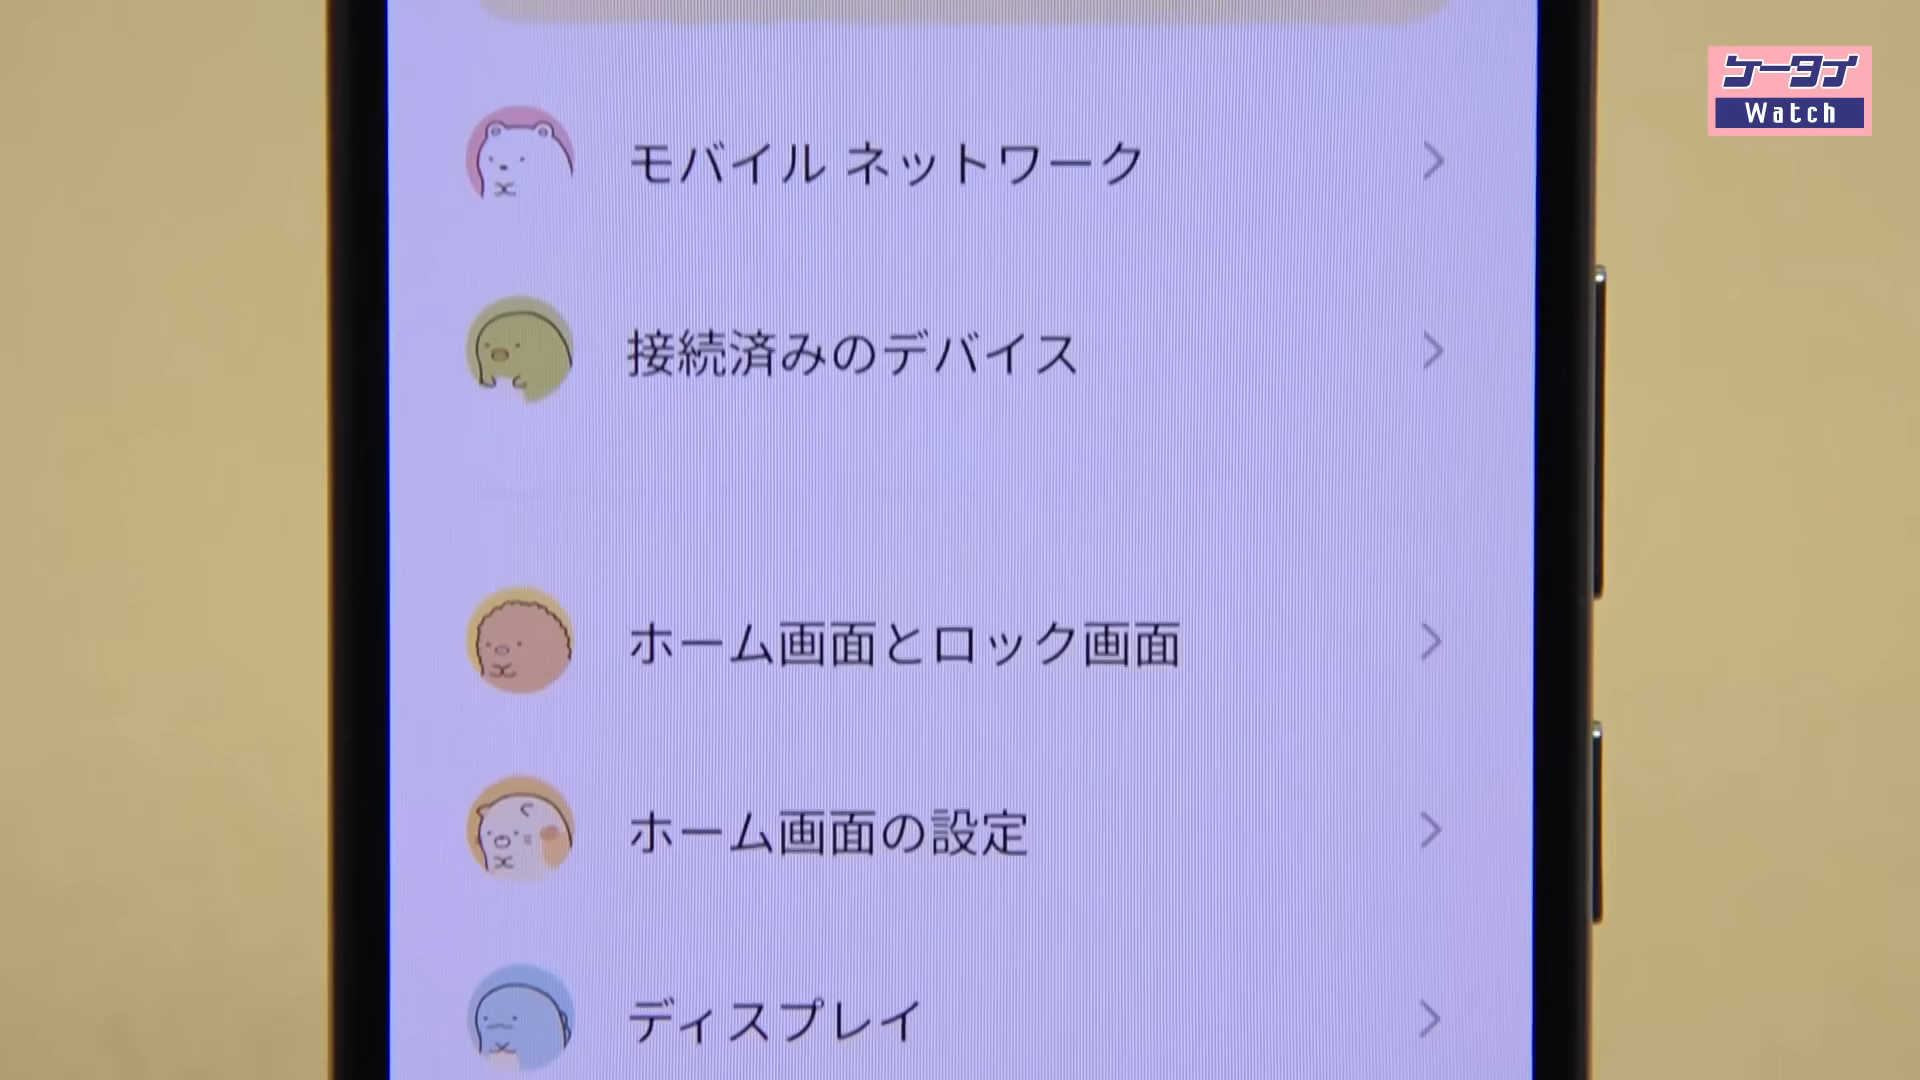 ケータイ
Watch
モバイル ネットワーク
接続済みのデバイス
ホーム画面とロック画面
ホーム画面の設定
ディスプレイ